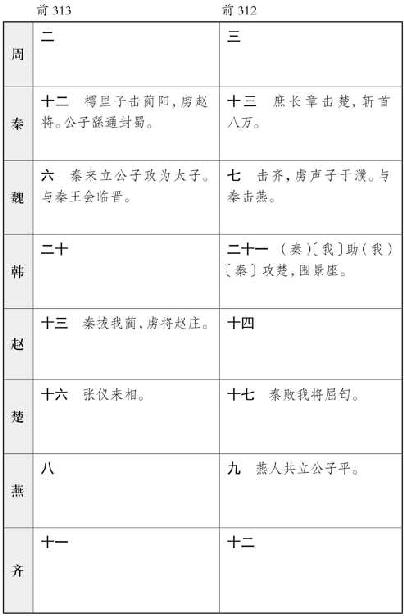 前 313
前 312
周
二
三
秦
十二 樗里子击蔺阳,虏赵
将。公子繇通封蜀。
十三 庶长章击楚,斩首
八万。
魏
六 秦来立公子政为太子。
与秦王会临晋。
七 击齐,虏声子于濮。与
秦击燕。
韩
二十
二十一 (秦)〔我〕助(我)
〔秦〕攻楚,围景座。
赵
十三 秦拔我蔺,虏将赵庄。
十四
楚
十六 张仪来相。
十七 秦败我将屈匄。
燕
八
九 燕人共立公子平。
齐
十一
十二